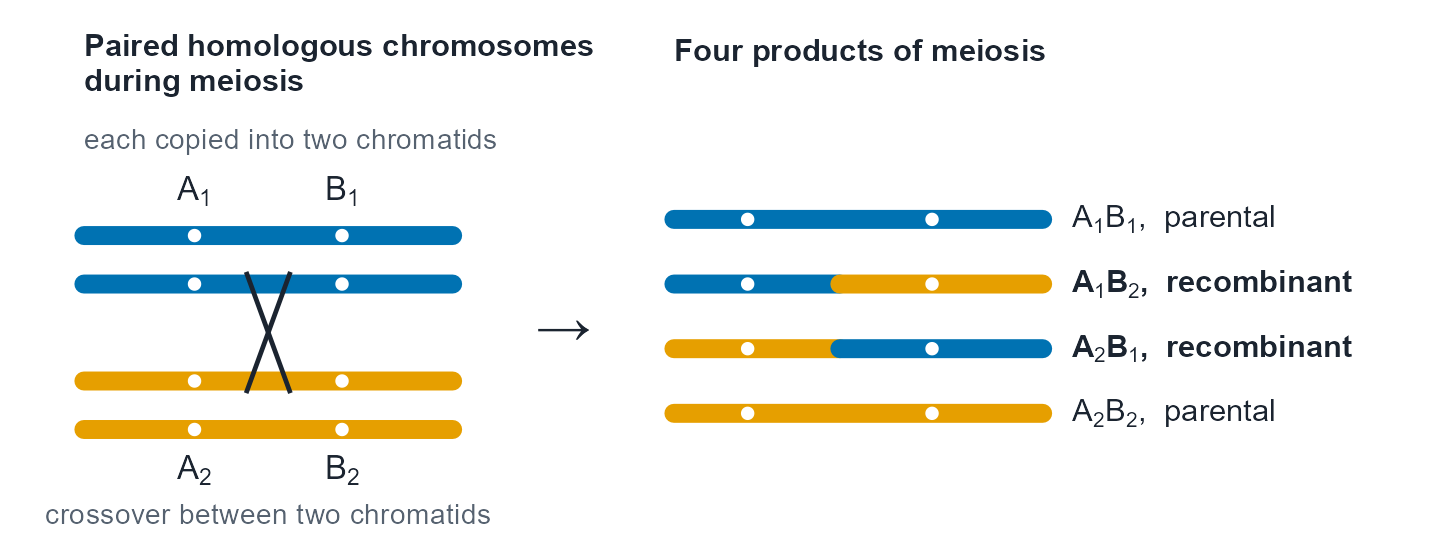 Paired homologous chromosomes
during meiosis
each copied into two chromatids
A₁ B₁
A₂ B₂
crossover between two chromatids
→
Four products of meiosis
A₁B₁, parental
A₁B₂, recombinant
A₂B₁, recombinant
A₂B₂, parental